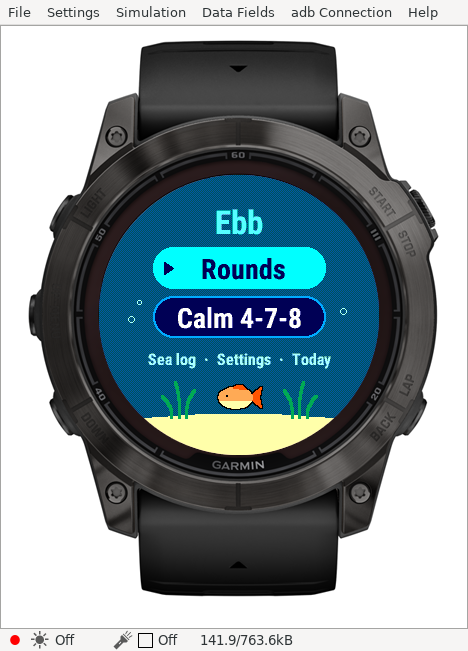 File Settings Simulation Data Fields adb Connection Help
60
LIGHT
START
STOP
50
Ebb
Rounds
Calm 4-7-8
Sea log · Settings · Today
40
20
DOWN
BACK
LAP
GARMIN
Off Off 141.9/763.6kB